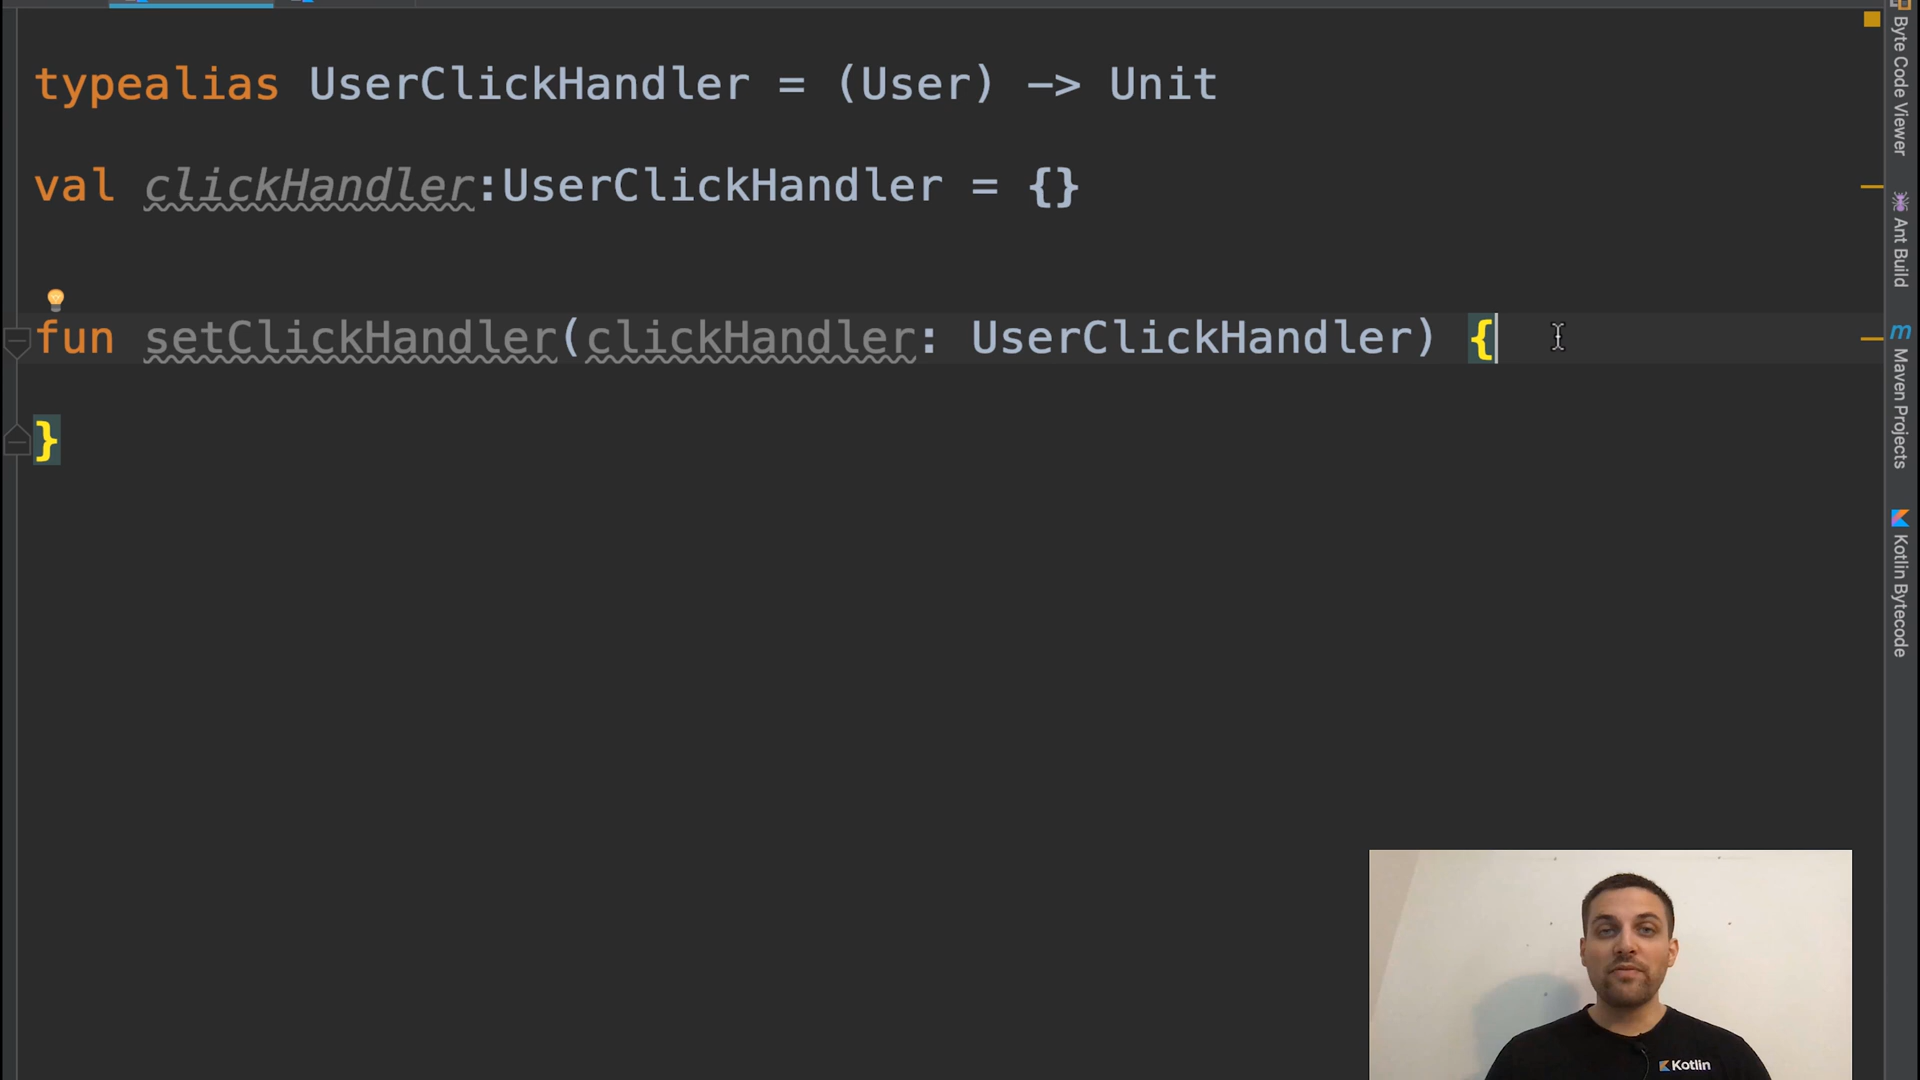 typealias UserClickHandler = (User) -> Unit
val clickHandler:UserClickHandler = {}
fun setClickHandler(clickHandler: UserClickHandler) {
}
Byte Code Viewer
Ant Build
m Maven Projects
Kotlin Bytecode
Kotlin